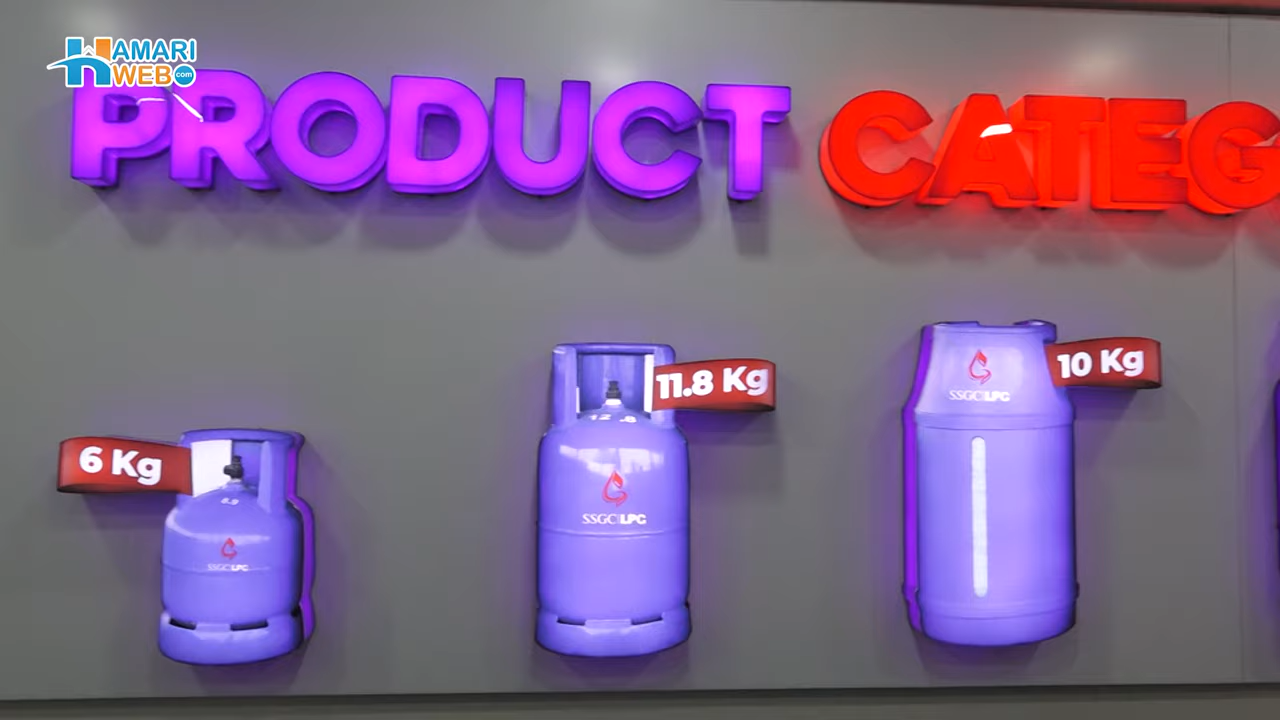 HAMARI
WEB.com
PRODUCT CATEG
6 Kg
11.8 Kg
10 Kg
SSGC LPG
SSGC LPG
SSGC LPG